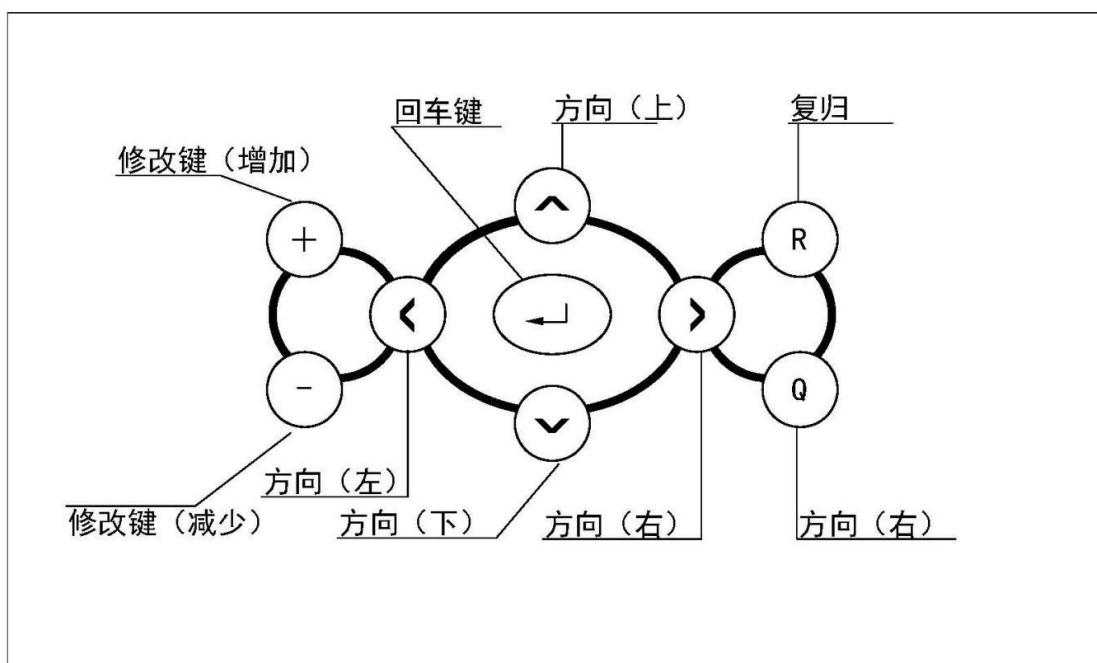 回车键
方向（上）
复归
修改键（增加）
+
R
-
Q
方向（左）
修改键（减少）
方向（下）
方向（右）
方向（右）